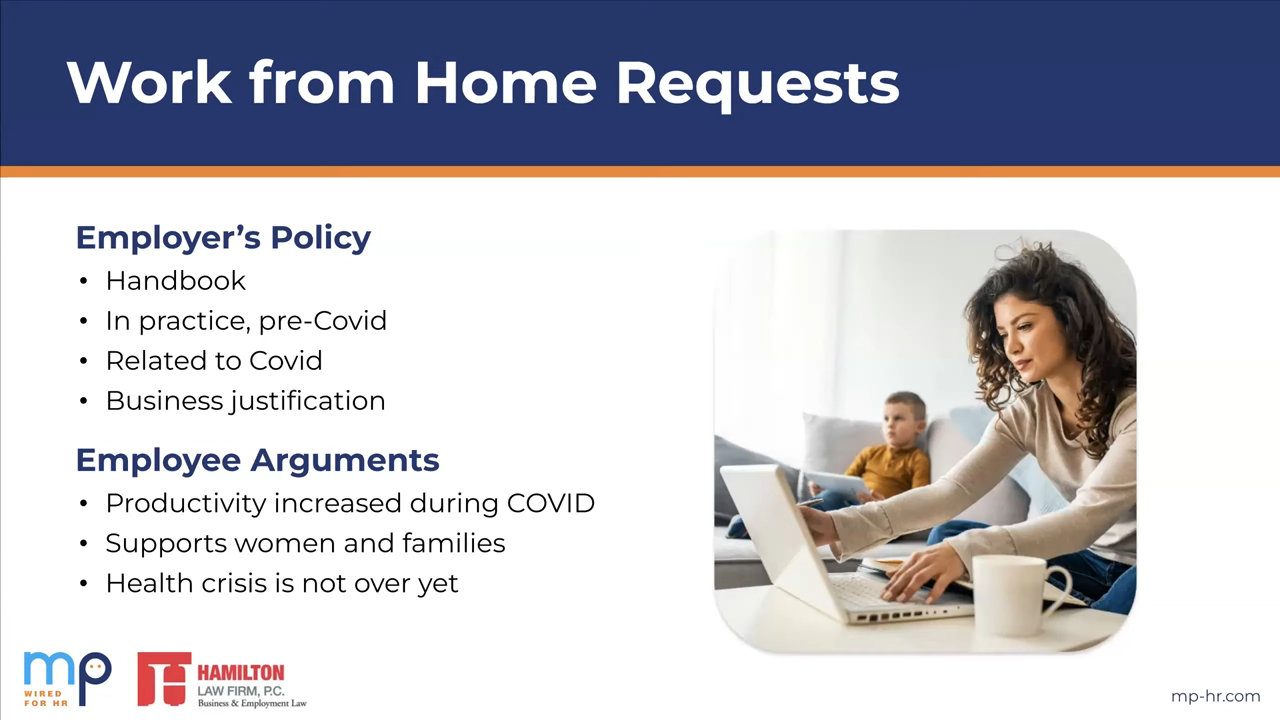 Work from Home Requests
Employer’s Policy
• Handbook
• In practice, pre-Covid
• Related to Covid
• Business justification
Employee Arguments
• Productivity increased during COVID
• Supports women and families
• Health crisis is not over yet
mp
WIRED
FOR HR
HAMILTON
LAW FIRM, P.C.
Business & Employment Law
mp-hr.com